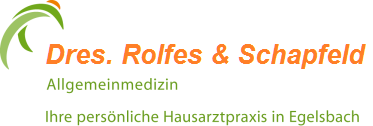 Dres. Rolfes & Schapfeld
Allgemeinmedizin
Ihre persönliche Hausarztpraxis in Egelsbach